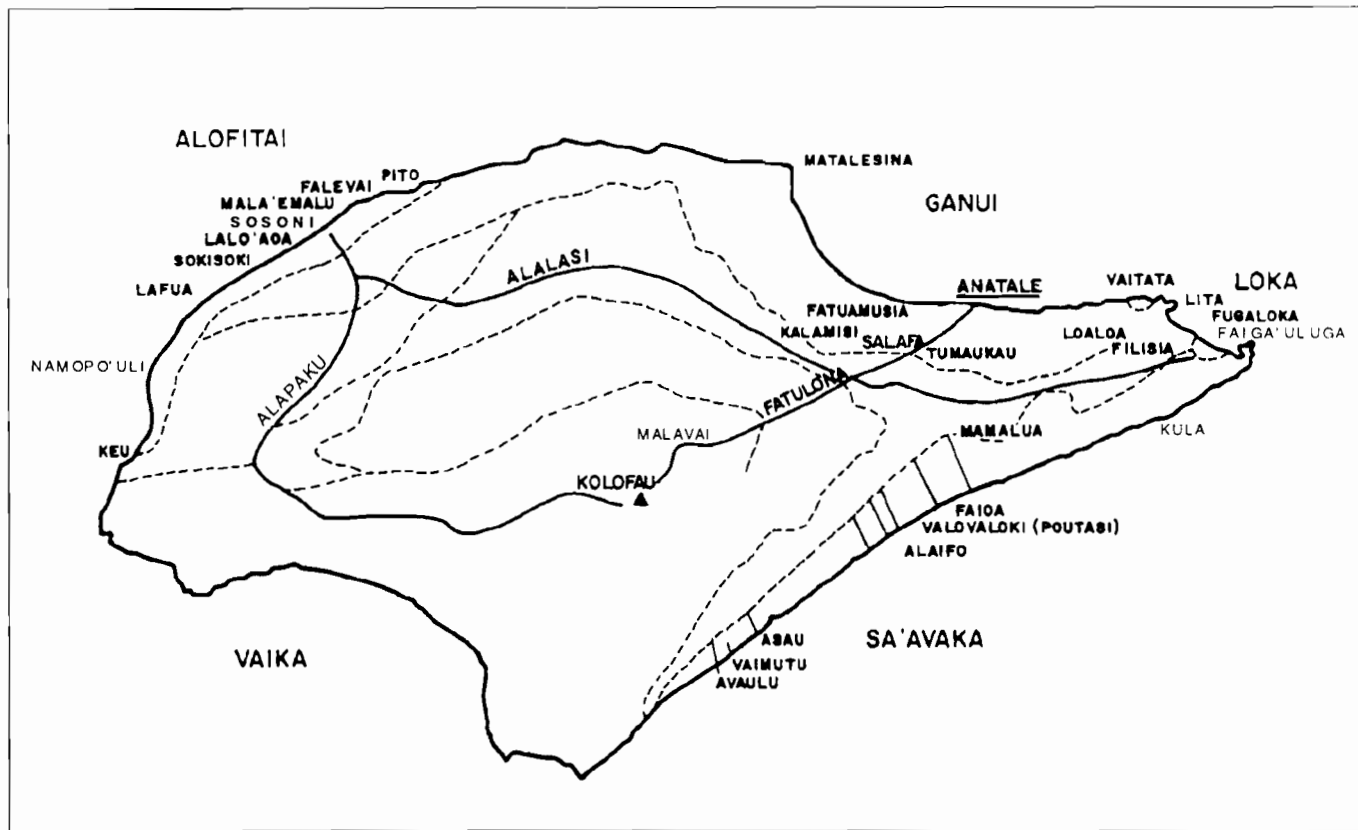 ALOFITAI
MATALESINA
PITO
FALEVAI
MALA'EMALU
SOSONI
LALO'AOA
SOKISOKI
LAFUA
GANUI
ALALASI
ANATALE
VAITATA
LOKA
LITA
FUGALOKA
FAIGA'ULUGA
FATUAMUSIA
KALAMISI
SALAFA
TUMAUKAU
LOALOA
FILISIA
NAMOPO'ULI
ALAPAKU
FATULONA
KEU
MALAVAI
MAMALUA
KULA
KOLOFAU
FAIOA
VALOVALOKI (POUTASI)
ALAIFO
VAIKA
ASAU
SA'AVAKA
VAIMUTU
AVAULU